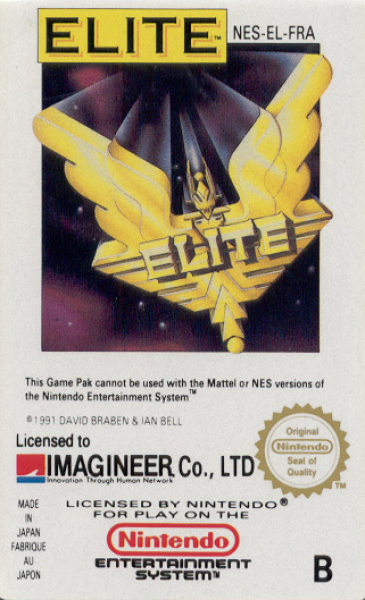 ELITE™ NES-EL-FRA
ELITE
This Game Pak cannot be used with the Mattel or NES versions of
the Nintendo Entertainment System™
©1991 DAVID BRABEN & IAN BELL
Licensed to
IMAGINEER Co., LTD
Innovation Through Human Network
Original
Nintendo
Seal of
Quality
TM
MADE
IN
JAPAN
FABRIQUE
AU
JAPON
LICENSED BY NINTENDO®
FOR PLAY ON THE
Nintendo
ENTERTAINMENT
SYSTEM™
B